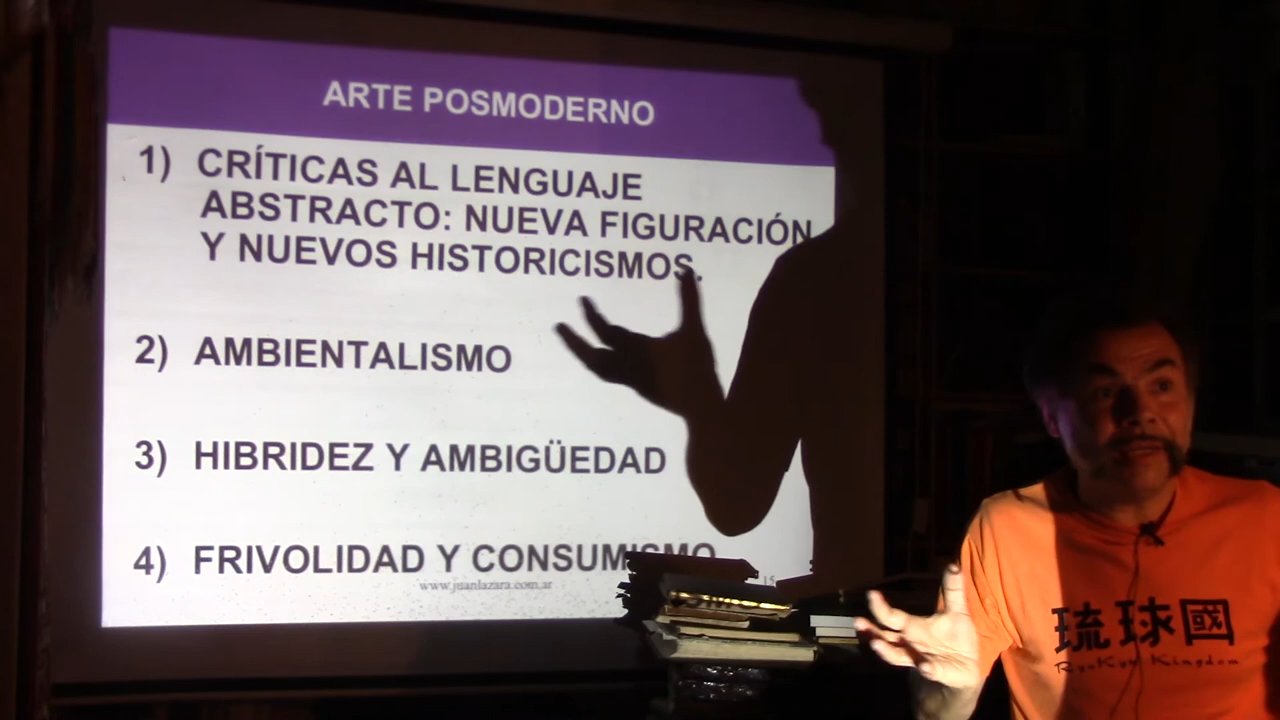 ARTE POSMODERNO
1) CRÍTICAS AL LENGUAJE
ABSTRACTO: NUEVA FIGURACIÓN
Y NUEVOS HISTORICISMOS.
2) AMBIENTALISMO
3) HIBRIDEZ Y AMBIGÜEDAD
4) FRIVOLIDAD Y CONSUMISMO
www.juanlazara.com.ar
15
琉球國
RyuKyu Kingdom